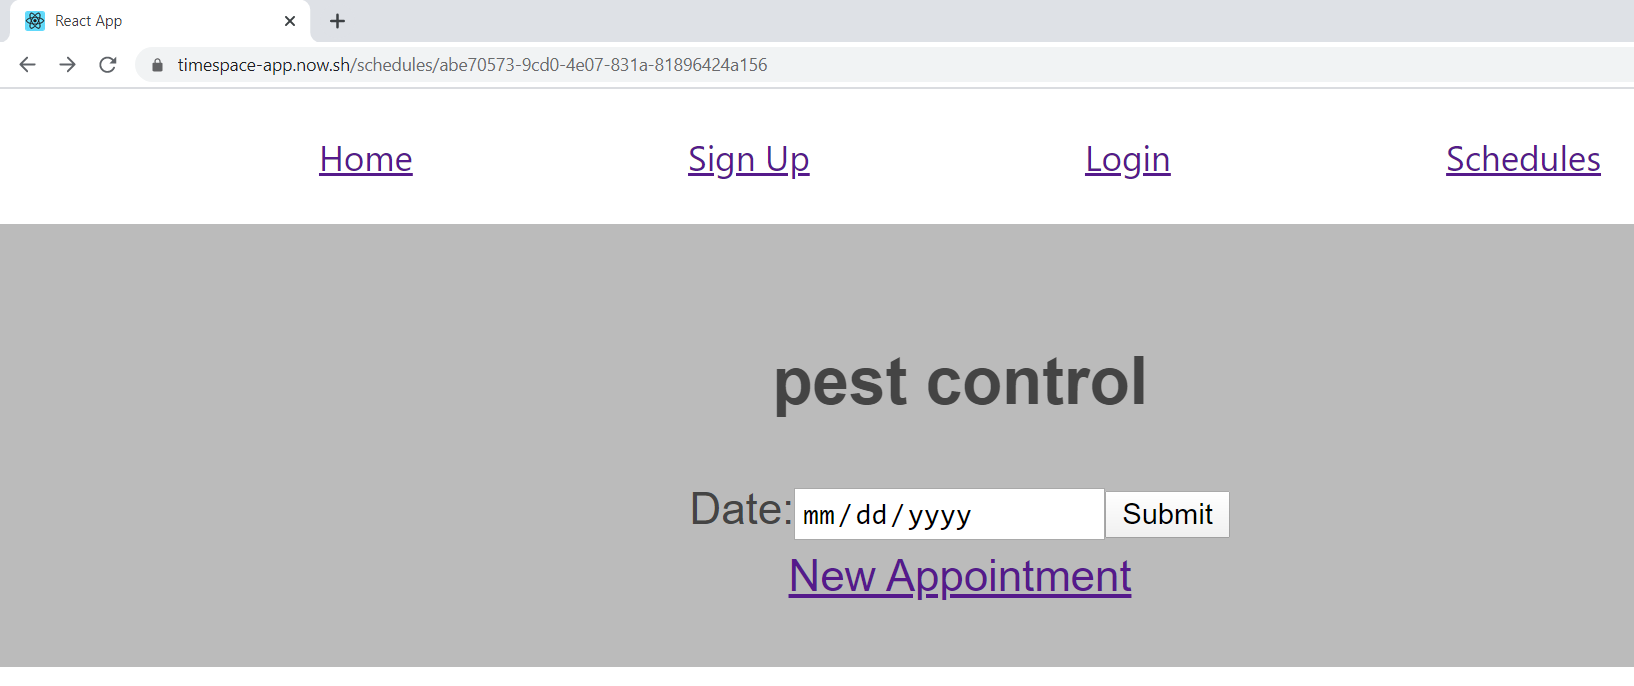 React App
timespace-app.now.sh/schedules/abe70573-9cd0-4e07-831a-81896424a156
Home Sign Up Login Schedules
pest control
Date: mm/dd/yyyy Submit
New Appointment